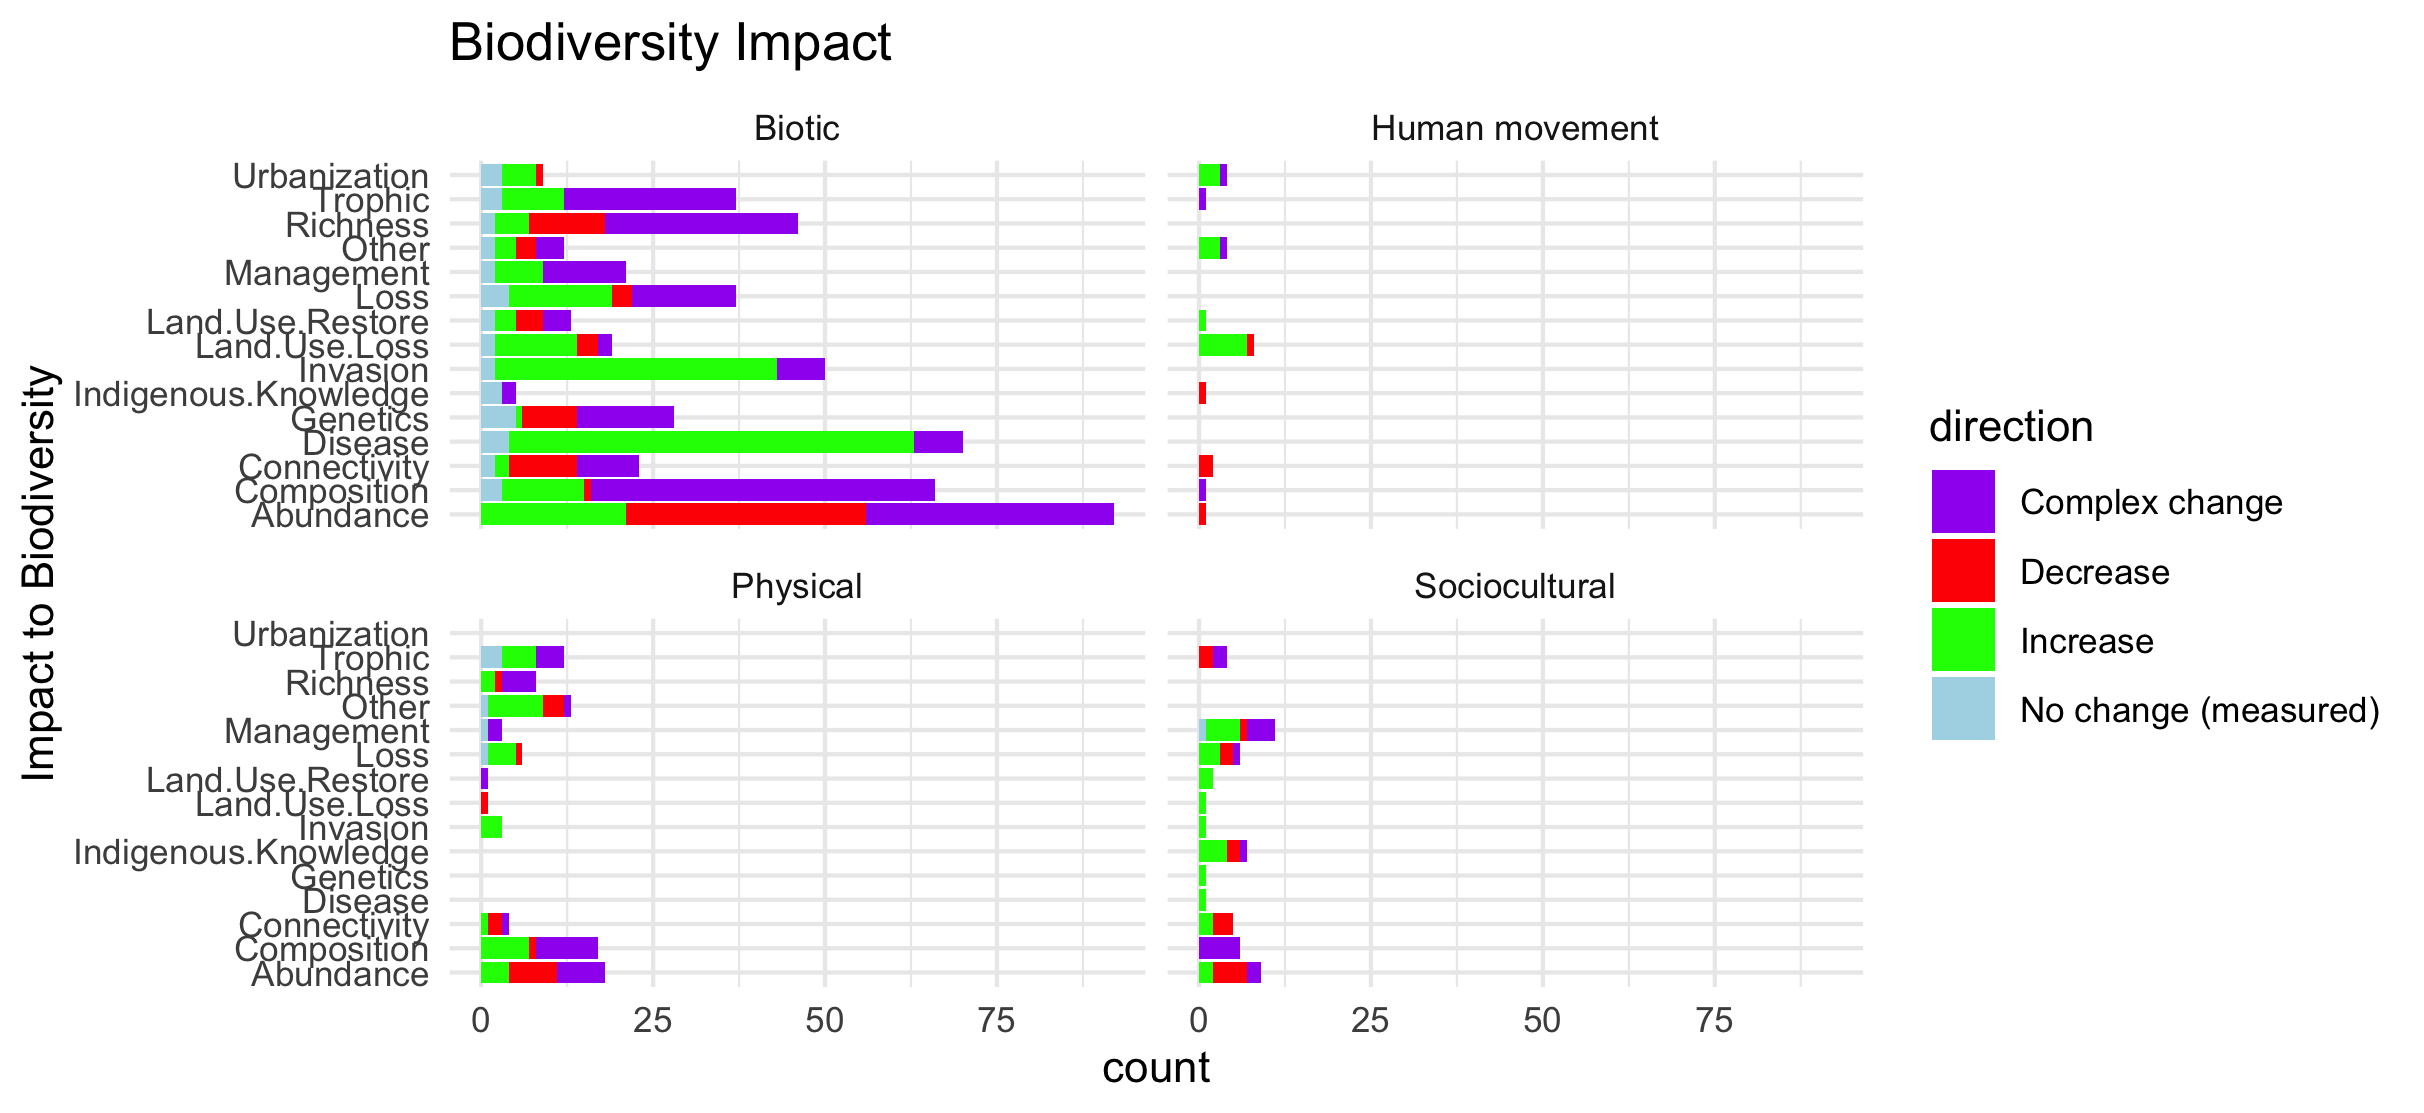 Biodiversity Impact
Biotic
Human movement
Urbanization
Trophic
Richness
Other
Management
Loss
Land.Use.Restore
Land.Use.Loss
Invasion
Indigenous.Knowledge
Genetics
Disease
Connectivity
Composition
Abundance
Physical
Sociocultural
Urbanization
Trophic
Richness
Other
Management
Loss
Land.Use.Restore
Land.Use.Loss
Invasion
Indigenous.Knowledge
Genetics
Disease
Connectivity
Composition
Abundance
0 25 50 75
0 25 50 75
count
Impact to Biodiversity
direction
Complex change
Decrease
Increase
No change (measured)